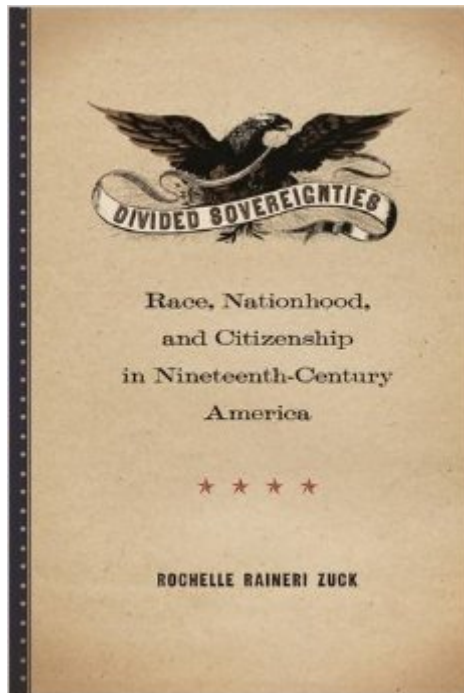 DIVIDED SOVEREIGNTIES
Race, Nationhood,
and Citizenship
in Nineteenth-Century
America
ROCHELLE RAINERI ZUCK